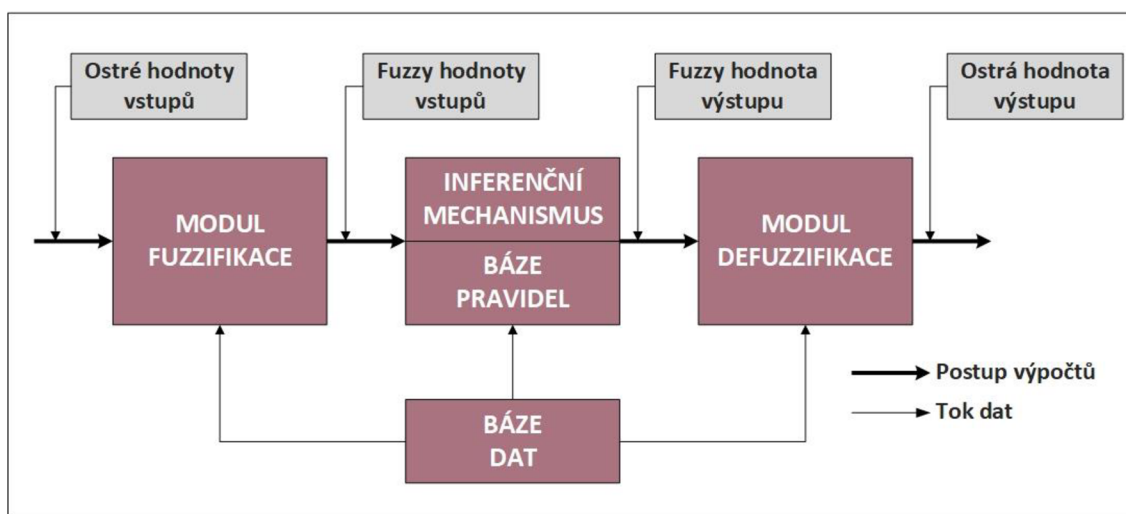 Ostré hodnoty
vstupů
Fuzzy hodnoty
vstupů
Fuzzy hodnota
výstupu
Ostrá hodnota
výstupu
MODUL
FUZZIFIKACE
INFERENČNÍ
MECHANISMUS
BÁZE
PRAVIDEL
MODUL
DEFUZZIFIKACE
BÁZE
DAT
Postup výpočtů
Tok dat